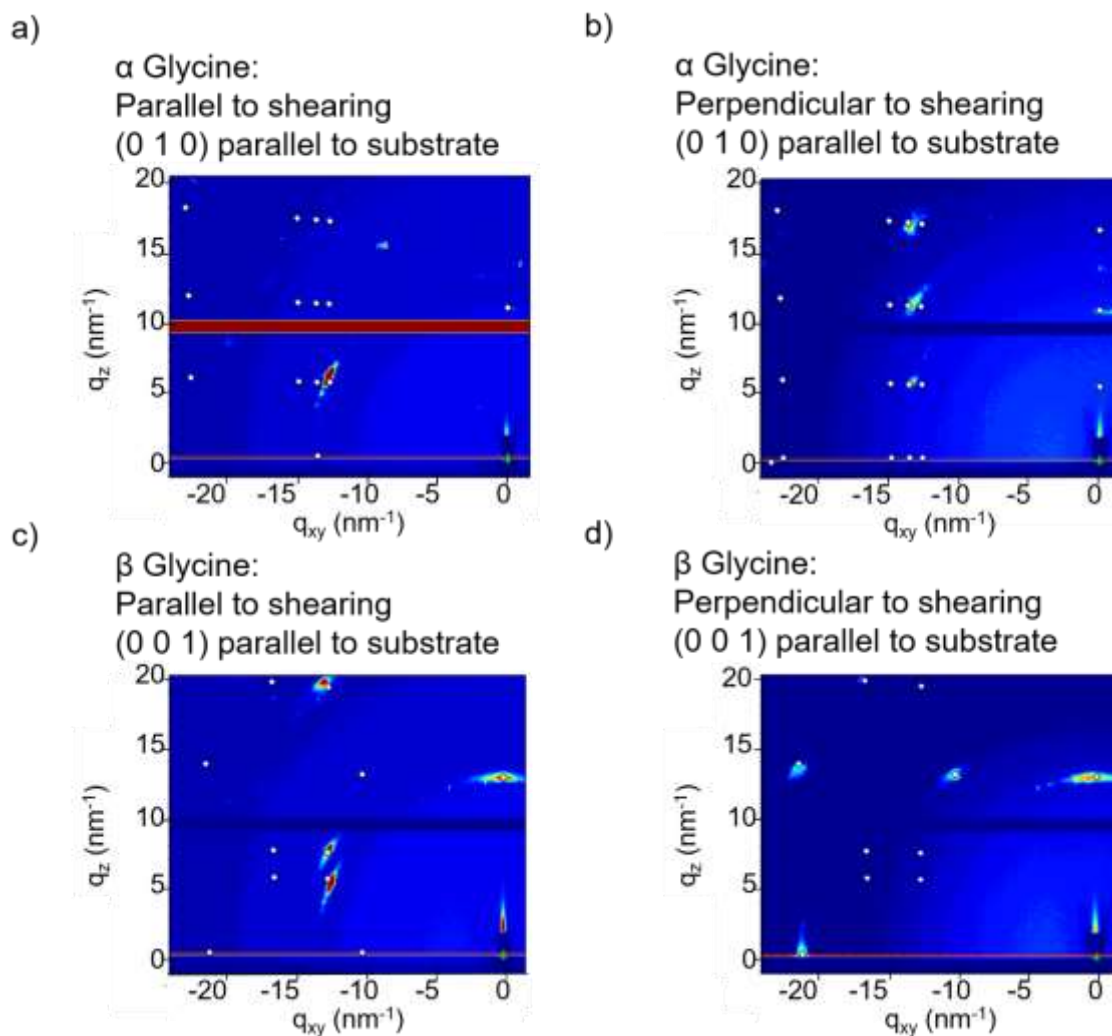 a)
α Glycine:
Parallel to shearing
(0 1 0) parallel to substrate
20
15
10
5
0
q_z (nm⁻¹)
-20 -15 -10 -5 0
q_xy (nm⁻¹)
b)
α Glycine:
Perpendicular to shearing
(0 1 0) parallel to substrate
20
15
10
5
0
q_z (nm⁻¹)
-20 -15 -10 -5 0
q_xy (nm⁻¹)
c)
β Glycine:
Parallel to shearing
(0 0 1) parallel to substrate
20
15
10
5
0
q_z (nm⁻¹)
-20 -15 -10 -5 0
q_xy (nm⁻¹)
d)
β Glycine:
Perpendicular to shearing
(0 0 1) parallel to substrate
20
15
10
5
0
q_z (nm⁻¹)
-20 -15 -10 -5 0
q_xy (nm⁻¹)